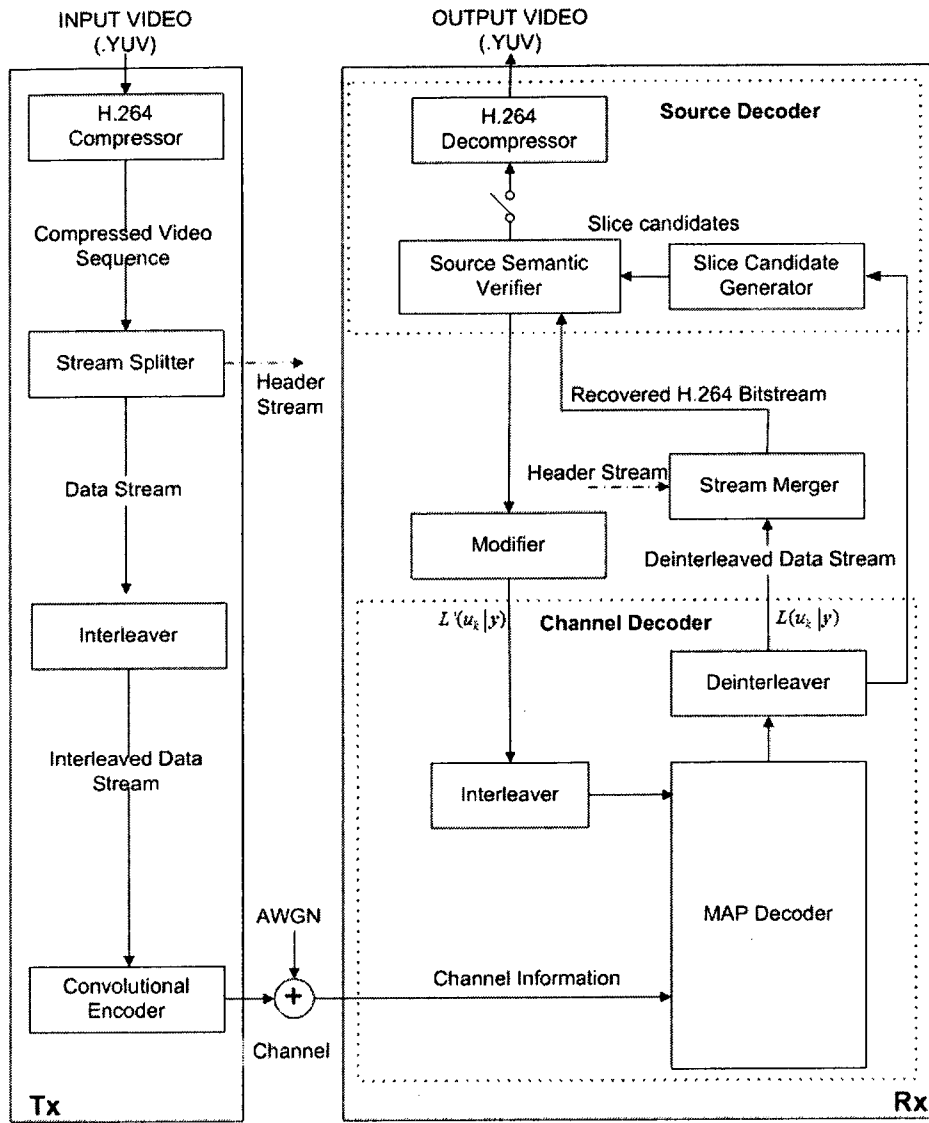 INPUT VIDEO
(.YUV)
H.264
Compressor
Compressed Video
Sequence
Stream Splitter
Header
Stream
Data Stream
Interleaver
Interleaved Data
Stream
Convolutional
Encoder
Tx
AWGN
+
Channel
OUTPUT VIDEO
(.YUV)
H.264
Decompressor
Source Decoder
Slice candidates
Source Semantic
Verifier
Slice Candidate
Generator
Recovered H.264 Bitstream
Header Stream
Stream Merger
Modifier
Deinterleaved Data Stream
L'(u_k|y)
Channel Decoder
L(u_k|y)
Deinterleaver
Interleaver
MAP Decoder
Channel Information
Rx